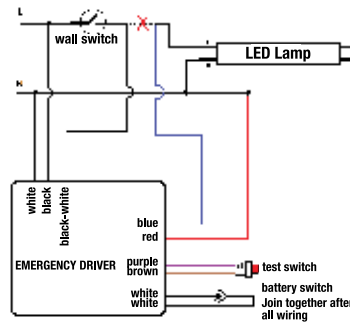 L
wall switch
LED Lamp
N
white
black
black-white
blue
red
EMERGENCY DRIVER
purple
brown
test switch
white
white
battery switch
Join together after
all wiring